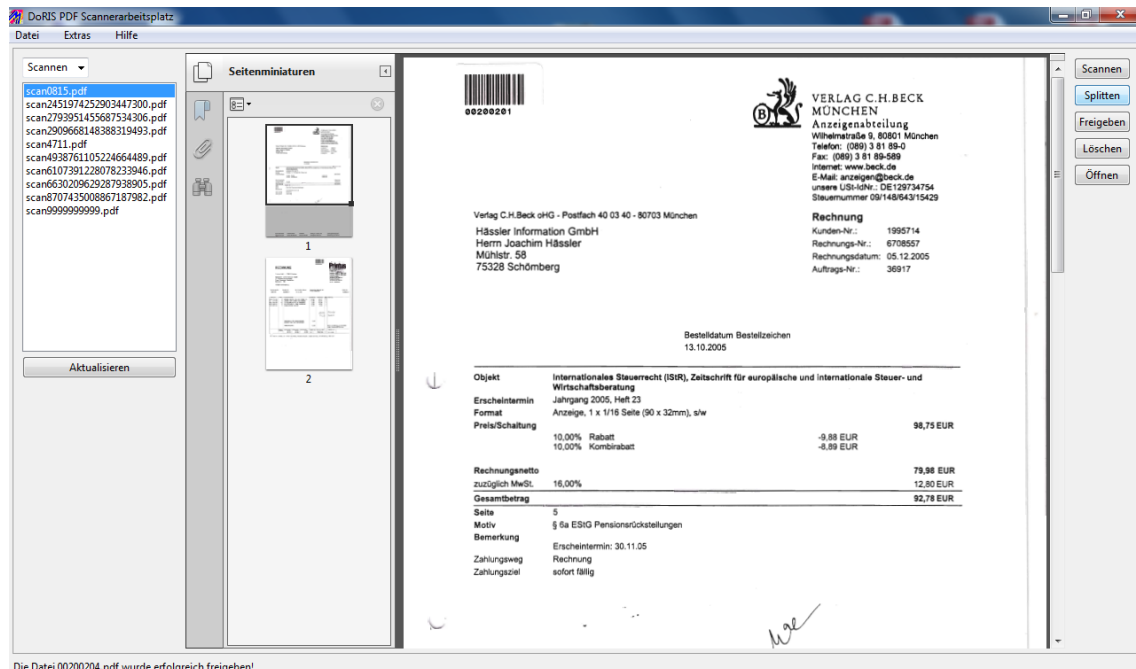 DoRIS PDF Scannerarbeitsplatz
Datei Extras Hilfe
Scannen
scan0815.pdf
scan2451974252903447300.pdf
scan2793951455687534306.pdf
scan2909668148388319493.pdf
scan4711.pdf
scan4938761105224664489.pdf
scan6107391228078233946.pdf
scan6630209629287938905.pdf
scan8707435008867187982.pdf
scan9999999999.pdf
Aktualisieren
Seitenminiaturen
1
Printus
2
00200201
VERLAG C.H.BECK
MÜNCHEN
Anzeigenabteilung
Wilhelmstraße 9, 80801 München
Telefon: (089) 3 81 89-0
Fax: (089) 3 81 89-589
Internet: www.beck.de
E-Mail: anzeigen@beck.de
unsere USt-IdNr.: DE129734754
Steuernummer 09/148/643/15429
Verlag C.H.Beck oHG - Postfach 40 03 40 - 80703 München
Hässler Information GmbH
Herrn Joachim Hässler
Mühlstr. 58
75328 Schömberg
Rechnung
Kunden-Nr.: 1995714
Rechnungs-Nr.: 6708557
Rechnungsdatum: 05.12.2005
Auftrags-Nr.: 36917
Bestelldatum Bestellzeichen
13.10.2005
Objekt Internationales Steuerrecht (IStR), Zeitschrift für europäische und internationale Steuer- und
Wirtschaftsberatung
Erscheintermin Jahrgang 2005, Heft 23
Format Anzeige, 1 x 1/16 Seite (90 x 32mm), s/w
Preis/Schaltung 98,75 EUR
10,00% Rabatt -9,88 EUR
10,00% Kombirabatt -8,89 EUR
Rechnungsnetto 79,98 EUR
zuzüglich MwSt. 16,00% 12,80 EUR
Gesamtbetrag 92,78 EUR
Seite 5
Motiv § 6a EStG Pensionsrückstellungen
Bemerkung
Erscheintermin: 30.11.05
Zahlungsweg Rechnung
Zahlungsziel sofort fällig
Scannen
Splitten
Freigeben
Löschen
Öffnen
Die Datei 00200204.pdf wurde erfolgreich freigeben!